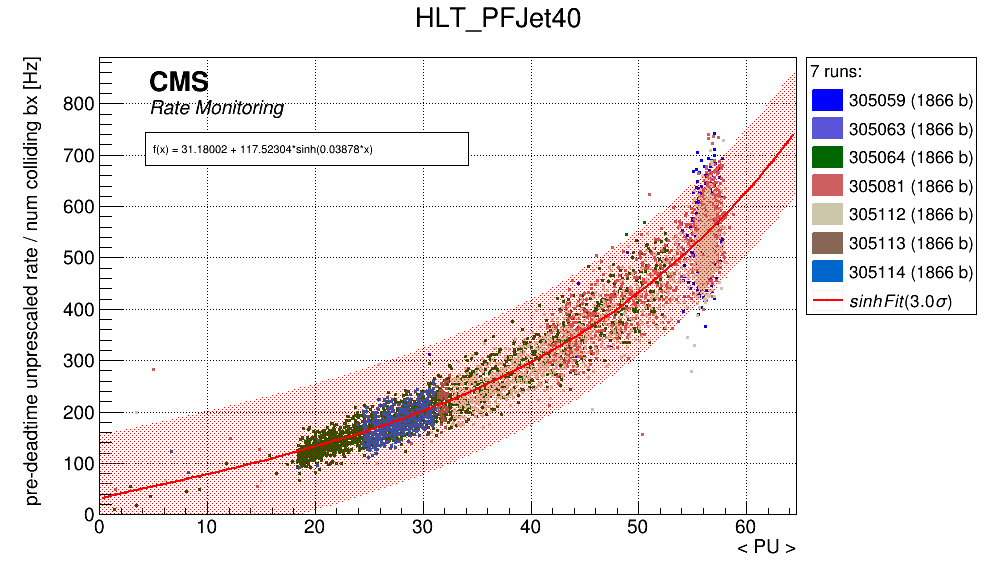 HLT_PFJet40
pre-deadtime unprescaled rate / num colliding bx [Hz]
CMS
Rate Monitoring
f(x) = 31.18002 + 117.52304*sinh(0.03878*x)
800
700
600
500
400
300
200
100
0
0 10 20 30 40 50 60
< PU >
7 runs:
305059 (1866 b)
305063 (1866 b)
305064 (1866 b)
305081 (1866 b)
305112 (1866 b)
305113 (1866 b)
305114 (1866 b)
sinhFit(3.0σ)